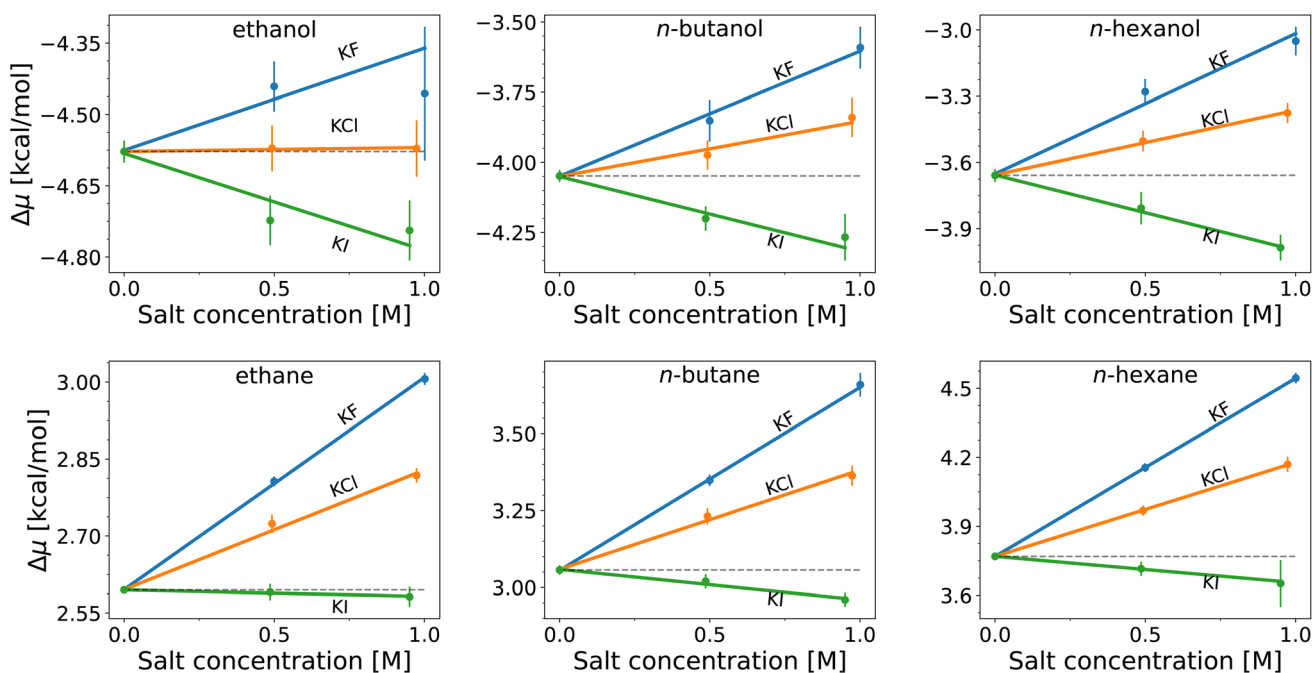 ethanol
KF
KCl
KI
−4.35
−4.50
−4.65
−4.80
Δμ [kcal/mol]
0.0 0.5 1.0
Salt concentration [M]
n-butanol
KF
KCl
KI
−3.50
−3.75
−4.00
−4.25
0.0 0.5 1.0
Salt concentration [M]
n-hexanol
KF
KCl
KI
−3.0
−3.3
−3.6
−3.9
0.0 0.5 1.0
Salt concentration [M]
ethane
KF
KCl
KI
3.00
2.85
2.70
2.55
Δμ [kcal/mol]
0.0 0.5 1.0
Salt concentration [M]
n-butane
KF
KCl
KI
3.50
3.25
3.00
0.0 0.5 1.0
Salt concentration [M]
n-hexane
KF
KCl
KI
4.5
4.2
3.9
3.6
0.0 0.5 1.0
Salt concentration [M]